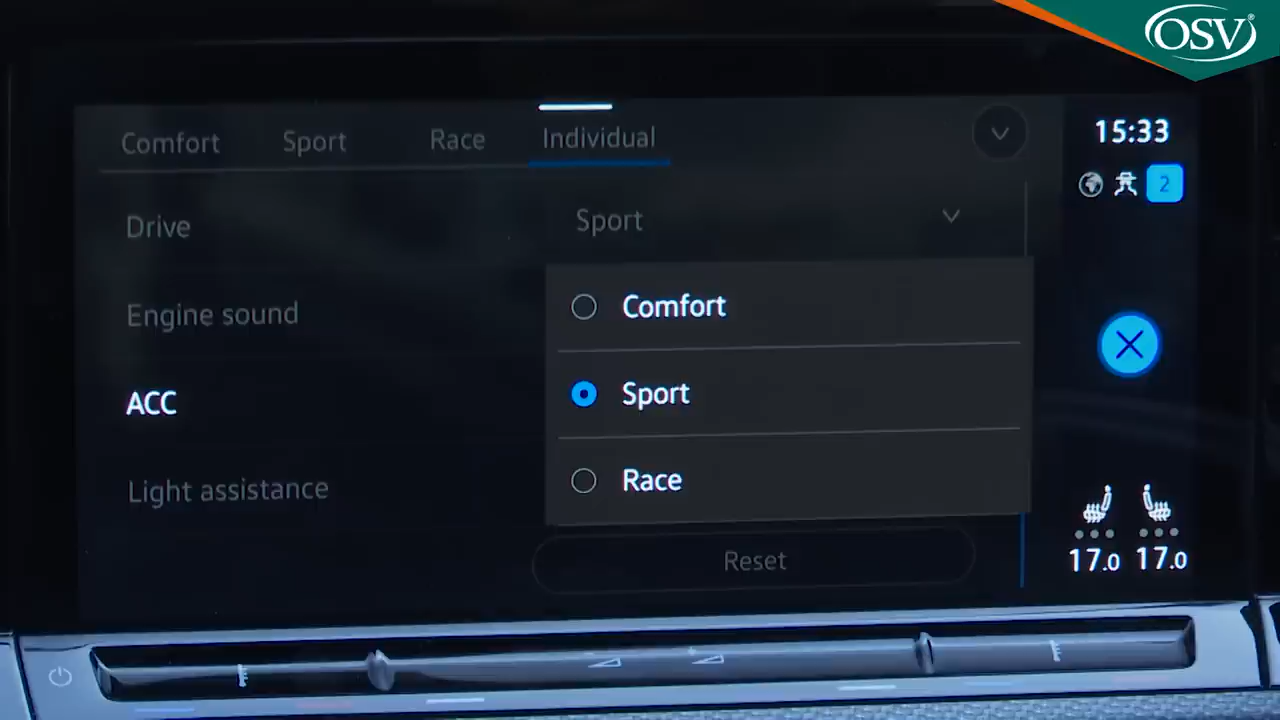 OSV®
Comfort Sport Race Individual
15:33
2
Drive Sport
Engine sound
Comfort
ACC
Sport
Light assistance
Race
Reset
17.0 17.0